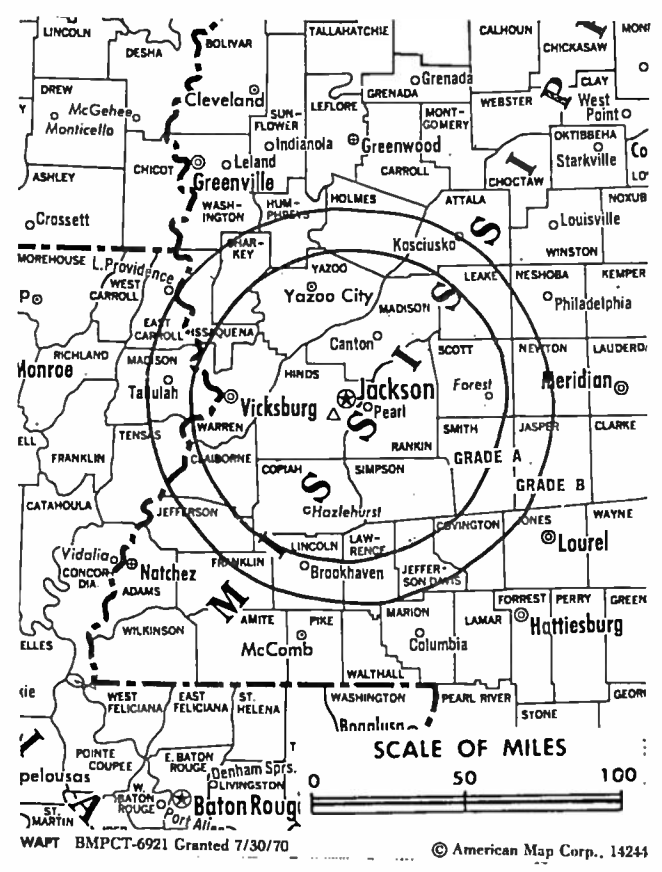 LINCOLN
DESHA
BOLIVAR
TALLAHATCHIE
CALHOUN
CHICKASAW
DREW
McGehee
Monticello
Cleveland
SUN-
FLOWER
LEFLORE
Grenada
GRENADA
MONT-
GOMERY
WEBSTER
CLAY
West
Point
P
OKTIBBEHA
Starkville
Indianola
Greenwood
CARROLL
CHOCTAW
I
CHICOT
Leland
Greenville
ASHLEY
Crossett
WASH-
INGTON
HUM-
PHREYS
HOLMES
ATTALA
Kosciusko
S
Louisville
WINSTON
NOXUB
MOREHOUSE
L. Providence
WEST
CARROLL
SHAR-
KEY
YAZOO
Yazoo City
LEAKE
NESHOBA
KEMPER
Philadelphia
S
MADISON
EAST
CARROLL
ISSAQUENA
Canton
RICHLAND
Monroe
MADISON
Tallulah
HINDS
I
SCOTT
NEWTON
LAUDERD
Jackson
Vicksburg
Pearl
Forest
Meridian
S
WARREN
TENSAS
RANKIN
SMITH
JASPER
CLARKE
FRANKLIN
CLAIBORNE
COPIAH
SIMPSON
GRADE A
GRADE B
CATAHOULA
JEFFERSON
S
Hazlehurst
COVINGTON
JONES
WAYNE
Laurel
Vidalia
CONCOR-
DIA
Natchez
ADAMS
FRANKLIN
I
LINCOLN
LAW-
RENCE
Brookhaven
JEFFER-
SON DAVIS
M
WILKINSON
AMITE
PIKE
MARION
LAMAR
FORREST
PERRY
GREEN
Hattiesburg
McComb
Columbia
WALTHALL
WEST
FELICIANA
EAST
FELICIANA
ST.
HELENA
WASHINGTON
PEARL RIVER
STONE
Bogalusa
POINTE
COUPEE
E. BATON
ROUGE
Denham Sprs.
LIVINGSTON
W.
BATON
ROUGE
Baton Roug
ST.
MARTIN
A
SCALE OF MILES
0 50 100
WAPT BMPCT-6921 Granted 7/30/70
© American Map Corp., 14244